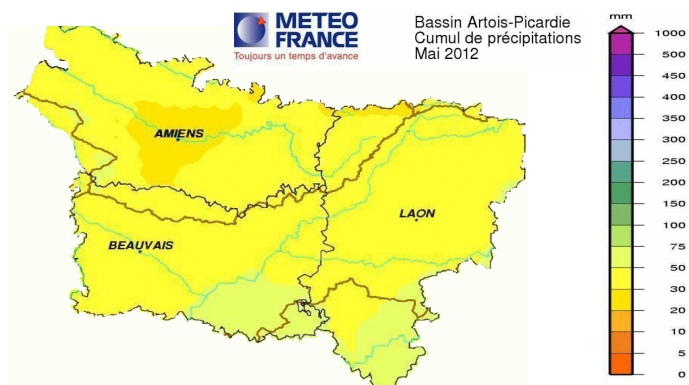 METEO
FRANCE
Toujours un temps d'avance
Bassin Artois-Picardie
Cumul de précipitations
Mai 2012
mm
1000
500
450
400
350
300
250
200
150
100
75
50
30
20
10
5
0
AMIENS
LAON
BEAUVAIS